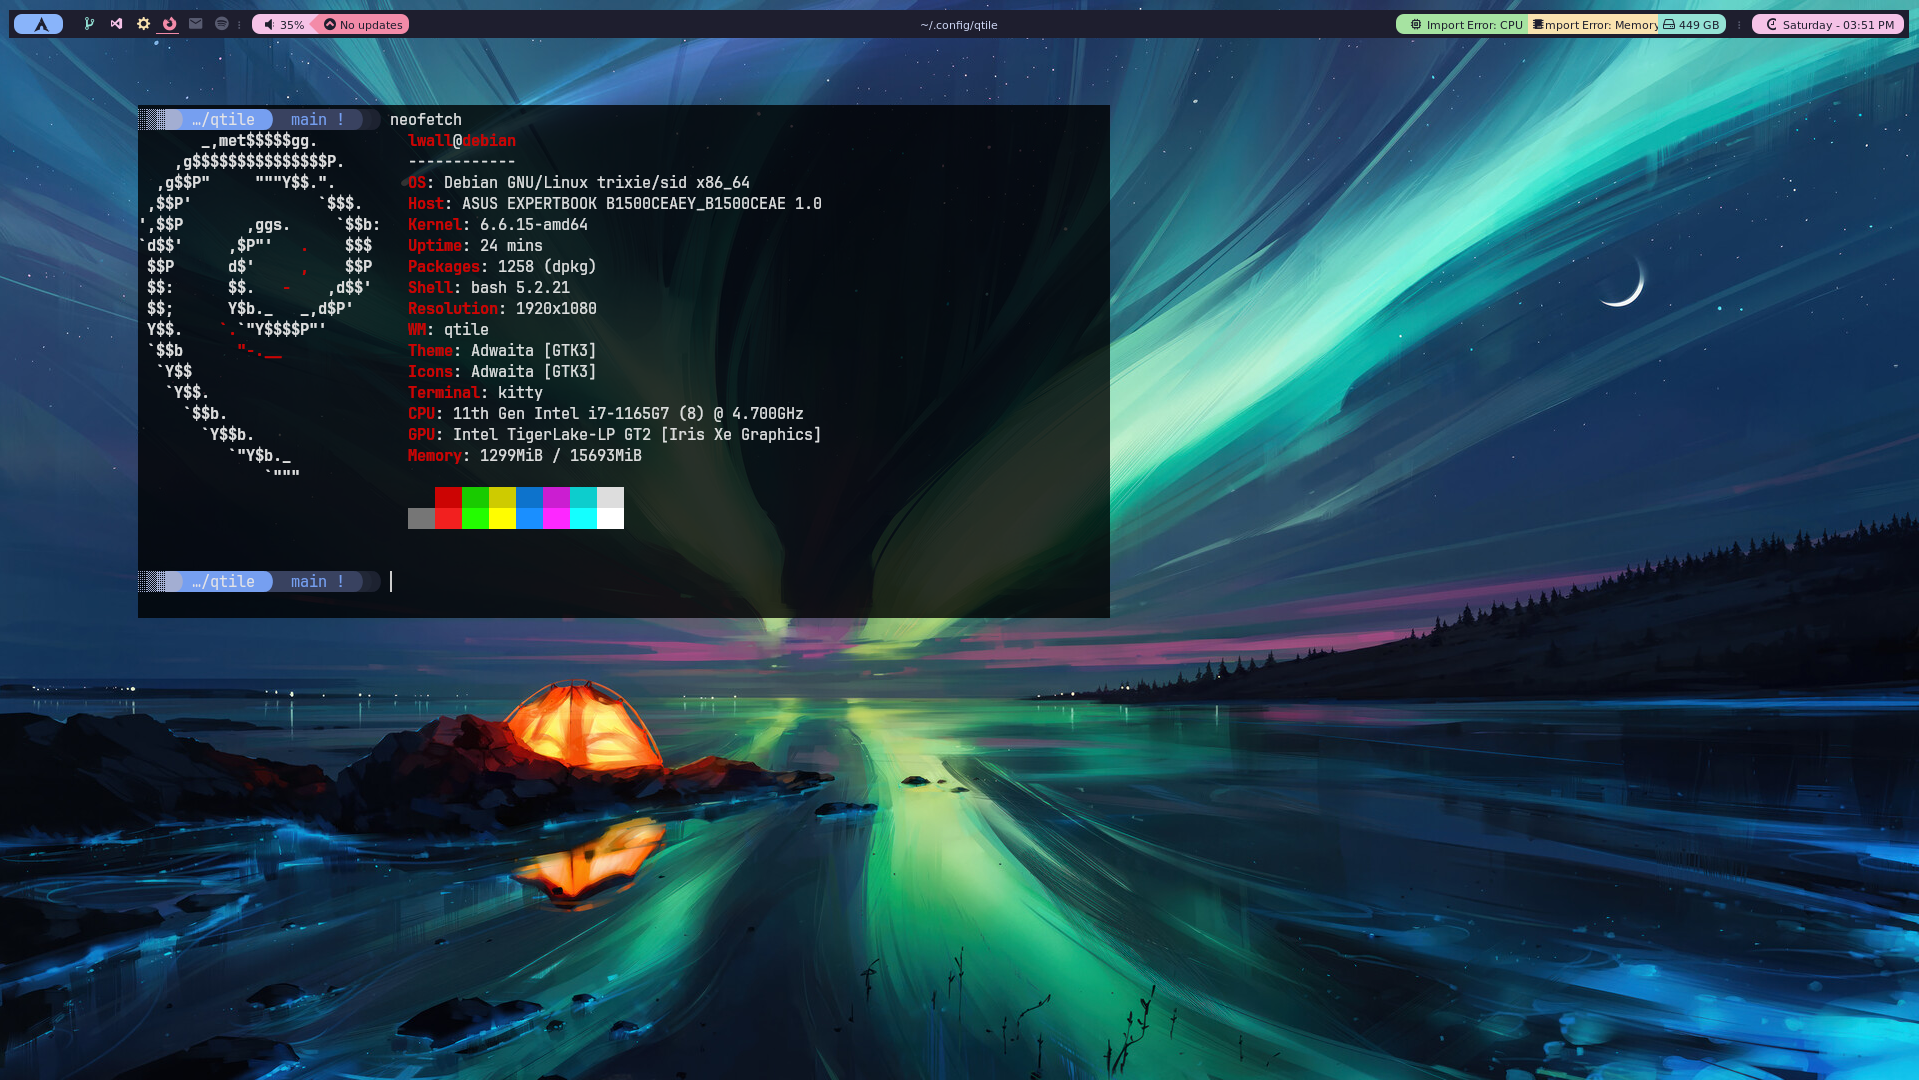 35%
No updates
~/.config/qtile
Import Error: CPU
mport Error: Memory
449 GB
Saturday - 03:51 PM
…/qtile main ! neofetch
_,met$$$$$gg.
,g$$$$$$$$$$$$$$$P.
,g$$P" """Y$$.".
,$$P' `$$$.
',$$P ,ggs. `$$b:
`d$$' ,$P"' . $$$
$$P d$' , $$P
$$: $$. - ,d$$'
$$; Y$b._ _,d$P'
Y$$. `.`"Y$$$$P"'
`$$b "-.__
`Y$$
`Y$$.
`$$b.
`Y$$b.
`"Y$b._
`"""
lwall@debian
------------
OS: Debian GNU/Linux trixie/sid x86_64
Host: ASUS EXPERTBOOK B1500CEAEY_B1500CEAE 1.0
Kernel: 6.6.15-amd64
Uptime: 24 mins
Packages: 1258 (dpkg)
Shell: bash 5.2.21
Resolution: 1920x1080
WM: qtile
Theme: Adwaita [GTK3]
Icons: Adwaita [GTK3]
Terminal: kitty
CPU: 11th Gen Intel i7-1165G7 (8) @ 4.700GHz
GPU: Intel TigerLake-LP GT2 [Iris Xe Graphics]
Memory: 1299MiB / 15693MiB
…/qtile main !